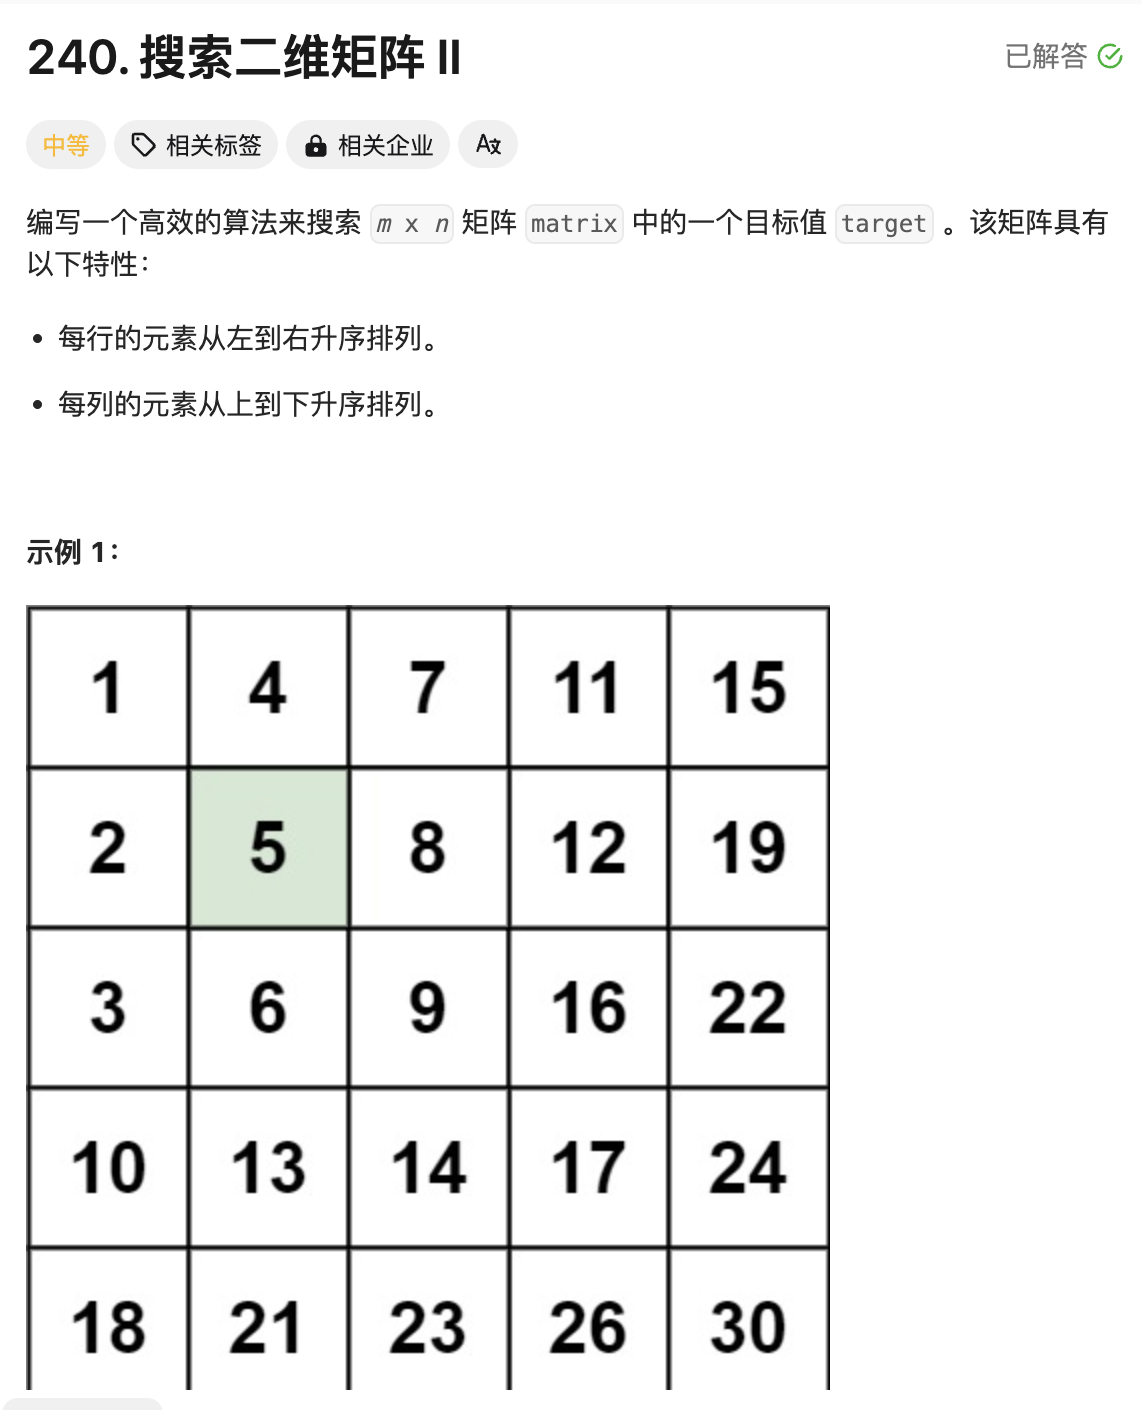 240. 搜索二维矩阵 II
已解答
中等
相关标签
相关企业
A文
编写一个高效的算法来搜索 m x n 矩阵 matrix 中的一个目标值 target 。该矩阵具有
以下特性：
• 每行的元素从左到右升序排列。
• 每列的元素从上到下升序排列。
示例 1：
1 4 7 11 15
2 5 8 12 19
3 6 9 16 22
10 13 14 17 24
18 21 23 26 30